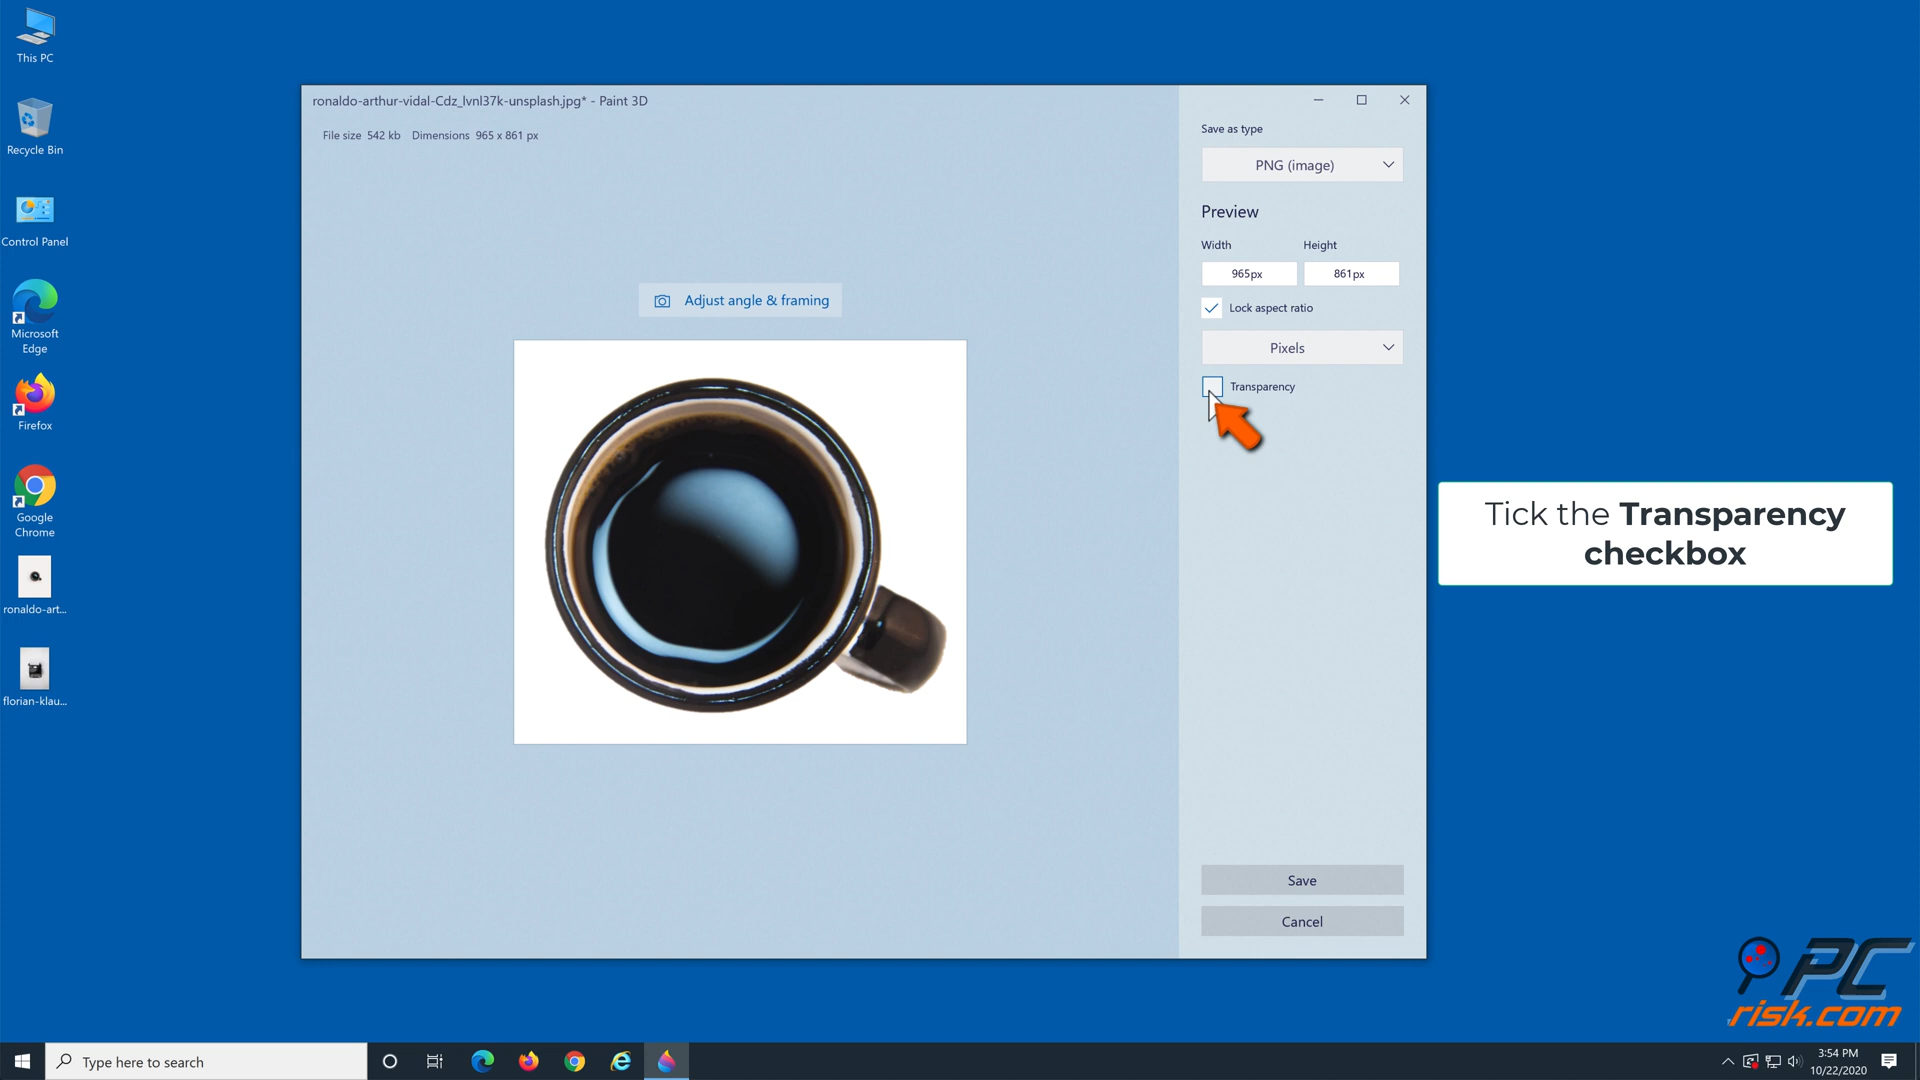 This PC
Recycle Bin
Control Panel
Microsoft
Edge
Firefox
Google
Chrome
ronaldo-art...
florian-klau...
ronaldo-arthur-vidal-Cdz_lvnl37k-unsplash.jpg* - Paint 3D
File size 542 kb Dimensions 965 x 861 px
Adjust angle & framing
Save as type
PNG (image)
Preview
Width Height
965px 861px
Lock aspect ratio
Pixels
Transparency
Save
Cancel
Tick the Transparency
checkbox
PC
risk.com
Type here to search
3:54 PM
10/22/2020